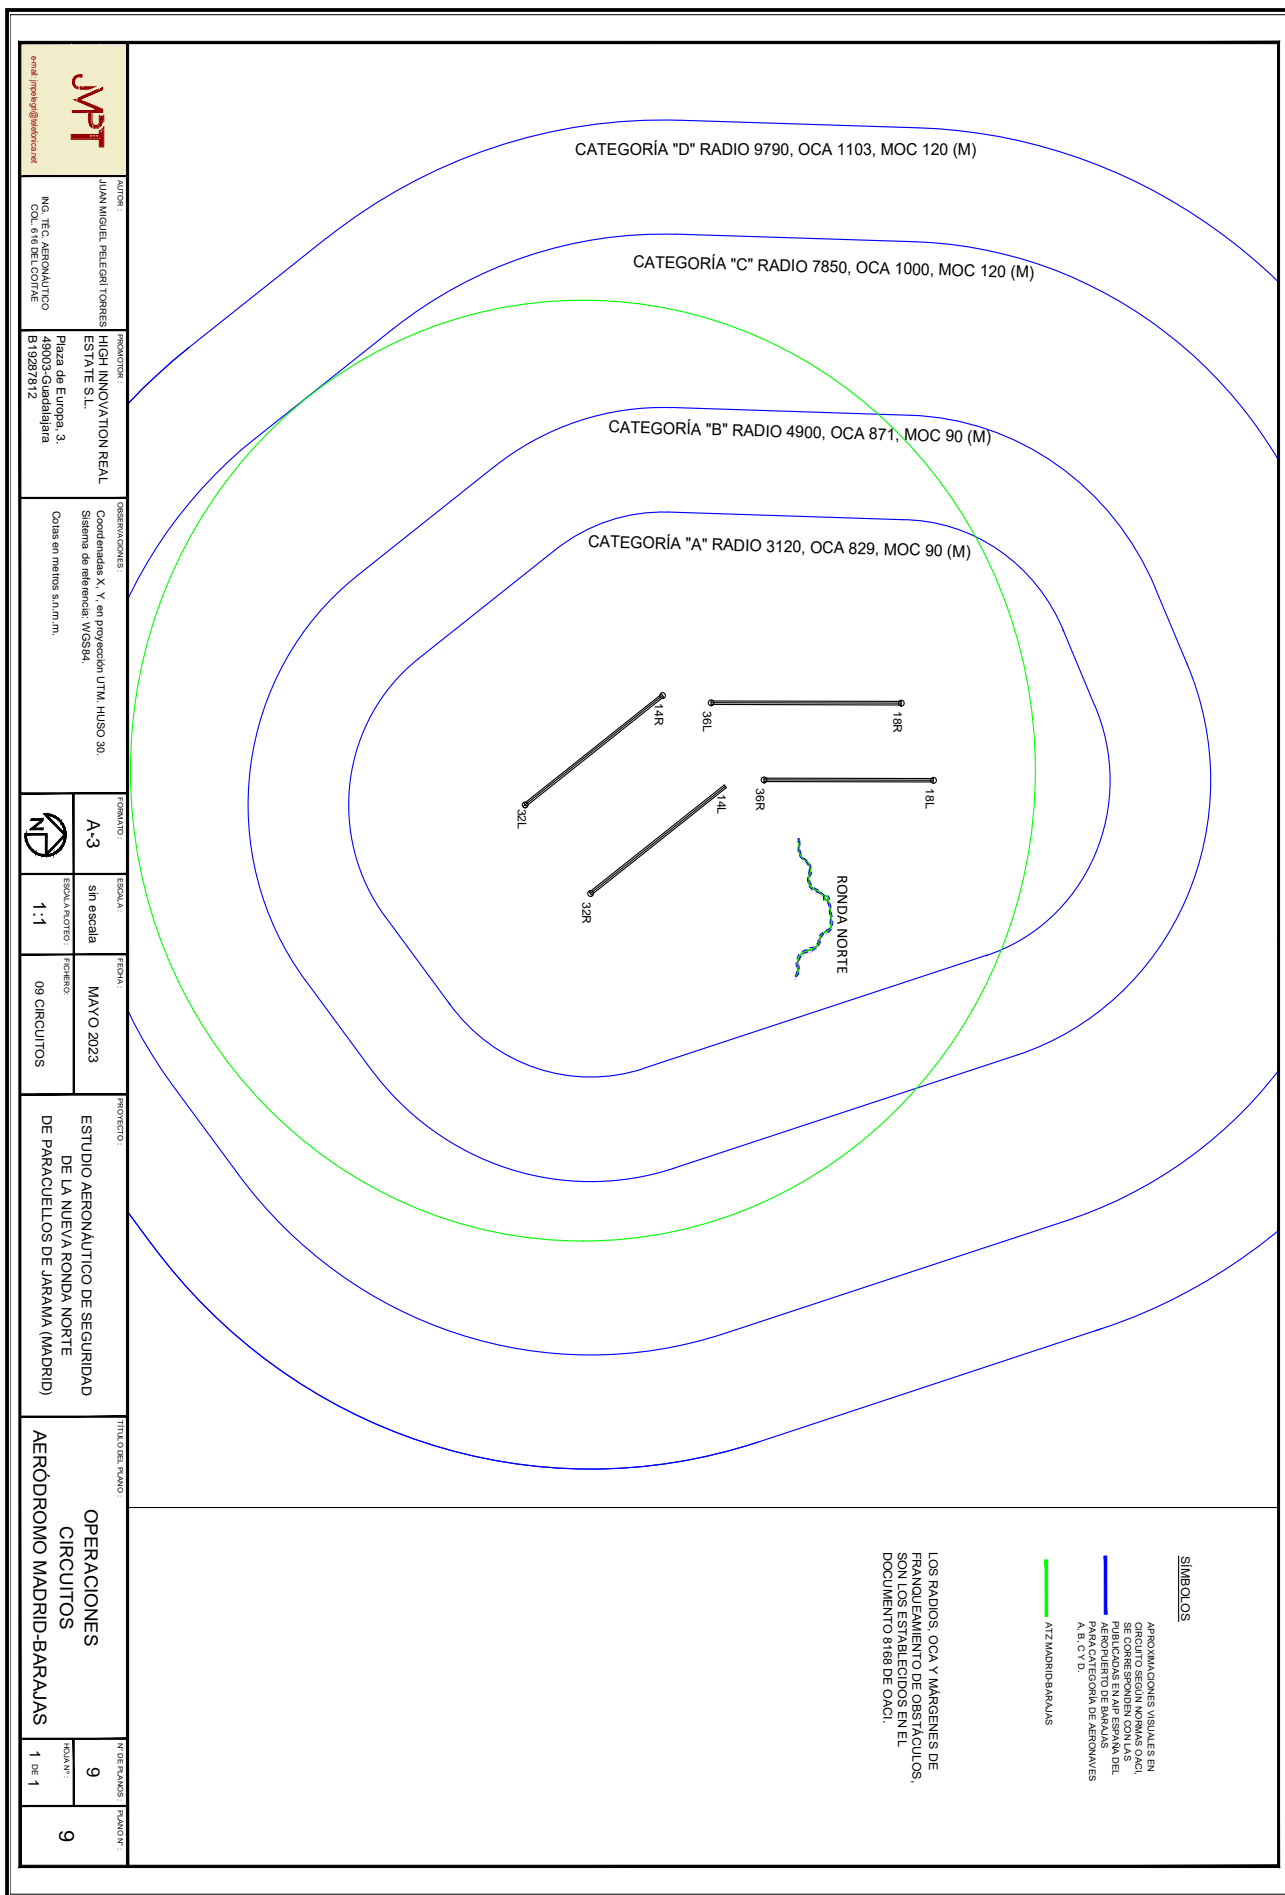 CATEGORÍA "D" RADIO 9790, OCA 1103, MOC 120 (M)
CATEGORÍA "C" RADIO 7850, OCA 1000, MOC 120 (M)
CATEGORÍA "B" RADIO 4900, OCA 871, MOC 90 (M)
CATEGORÍA "A" RADIO 3120, OCA 829, MOC 90 (M)
14R
36L
18R
32L
14L
36R
18L
32R
RONDA NORTE
SÍMBOLOS
APROXIMACIONES VISUALES EN
CIRCUITO SEGÚN NORMAS OACI,
SE CORRESPONDEN CON LAS
PUBLICADAS EN AIP ESPAÑA DEL
AEROPUERTO DE BARAJAS
PARA CATEGORÍA DE AERONAVES
A, B, C Y D.
ATZ MADRID-BARAJAS
LOS RADIOS, OCA Y MÁRGENES DE
FRANQUEAMIENTO DE OBSTÁCULOS,
SON LOS ESTABLECIDOS EN EL
DOCUMENTO 8168 DE OACI.
JMPT
e-mail: jmpelegri@telefonica.net
AUTOR :
JUAN MIGUEL PELEGRÍ TORRES
ING. TÉC. AERONÁUTICO
COL. 616 DEL COITAE
PROMOTOR :
HIGH INNOVATION REAL
ESTATE S.L.
Plaza de Europa, 3.
49003-Guadalajara
B19287812
OBSERVACIONES :
Coordenadas X, Y, en proyección UTM. HUSO 30.
Sistema de referencia: WGS84.
Cotas en metros s.n.m.m.
FORMATO :
A-3
N
ESCALA :
sin escala
ESCALA PLOTEO :
1:1
FECHA :
MAYO 2023
FICHERO:
09 CIRCUITOS
PROYECTO :
ESTUDIO AERONÁUTICO DE SEGURIDAD
DE LA NUEVA RONDA NORTE
DE PARACUELLOS DE JARAMA (MADRID)
TÍTULO DEL PLANO :
OPERACIONES
CIRCUITOS
AERÓDROMO MADRID-BARAJAS
Nº DE PLANOS :
9
HOJA Nº :
1 DE 1
PLANO Nº :
9